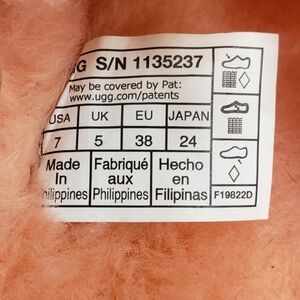 S/N 1135237
May be covered by Pat:
www.ugg.com/patents
USA UK EU JAPAN
7 5 38 24
Made Fabriqué Hecho
In aux en
Philippines Filipinas
F19822D